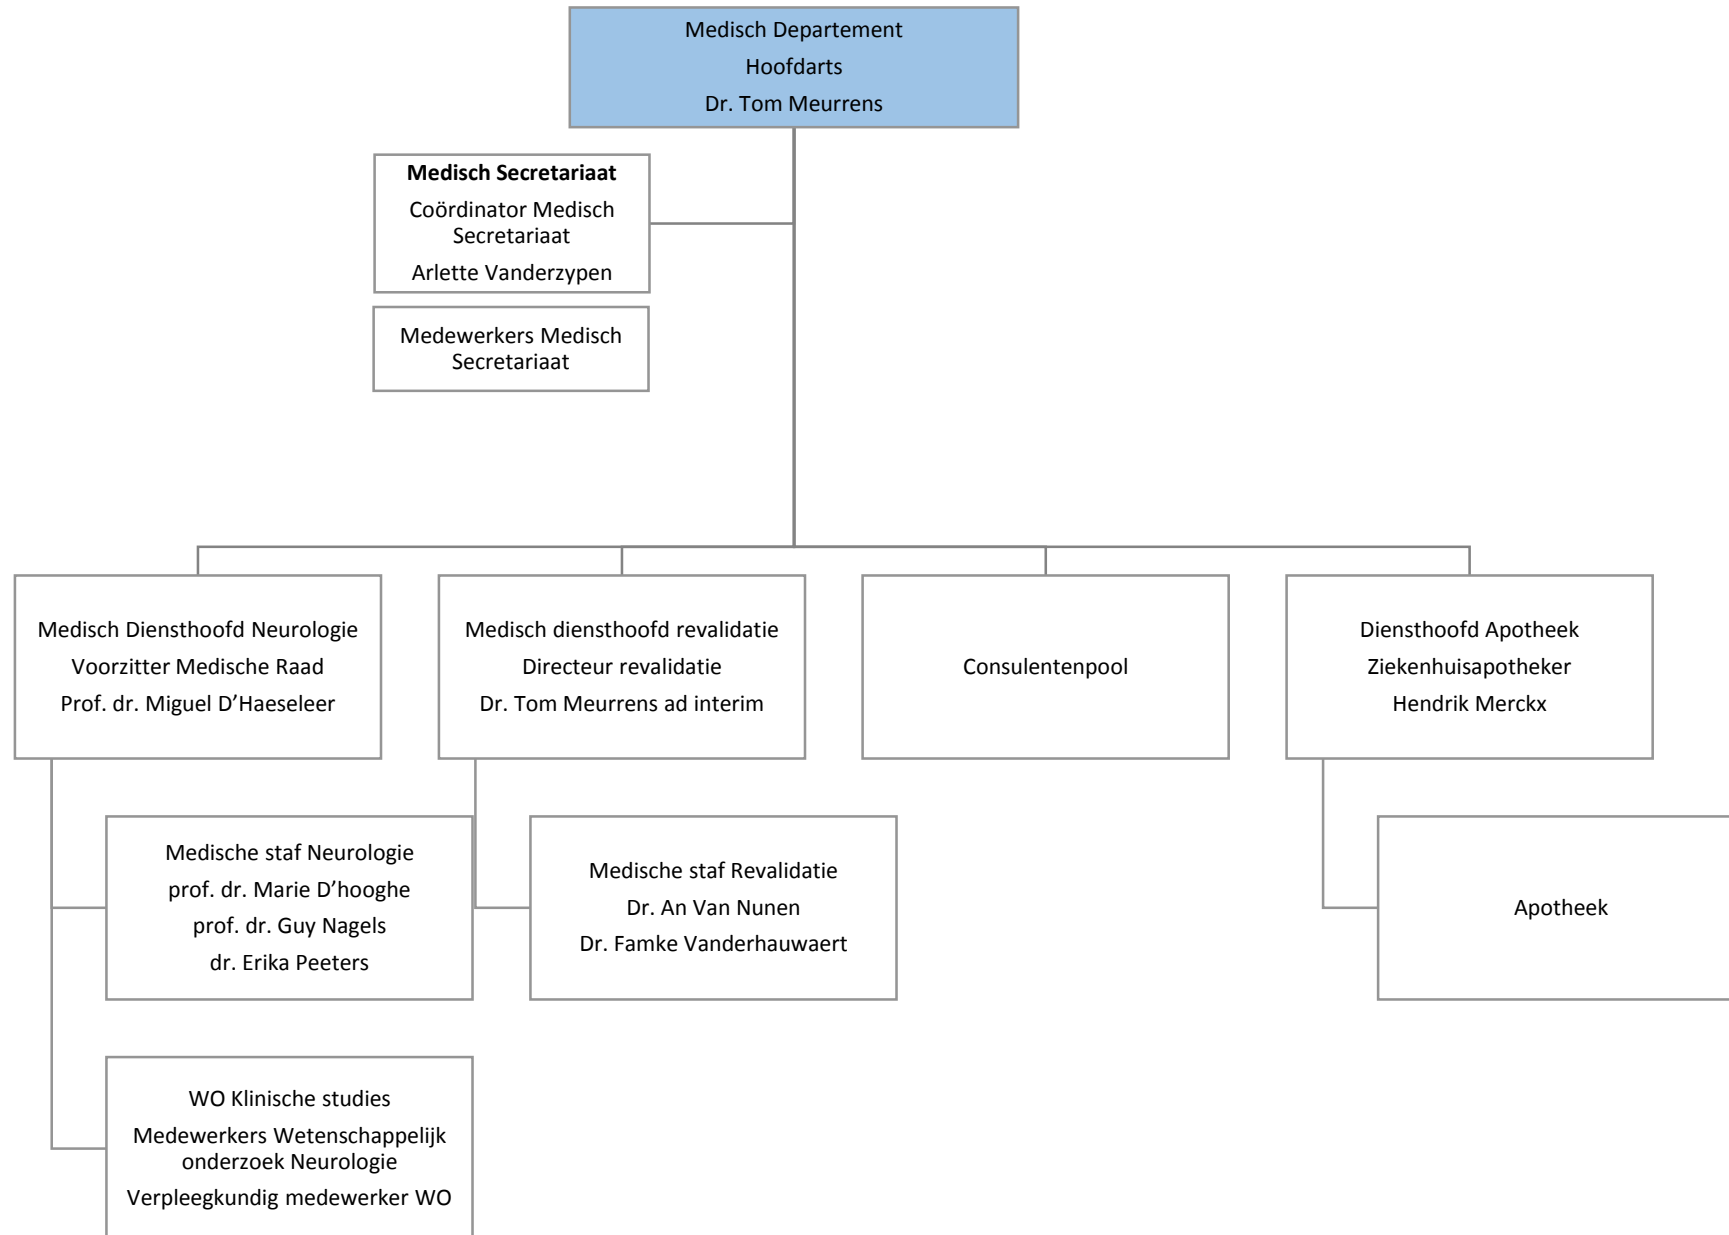 Medisch Departement
Hoofdarts
Dr. Tom Meurrens
Medisch Secretariaat
Coördinator Medisch
Secretariaat
Arlette Vanderzypen
Medewerkers Medisch
Secretariaat
Medisch Diensthoofd Neurologie
Voorzitter Medische Raad
Prof. dr. Miguel D’Haeseleer
Medisch diensthoofd revalidatie
Directeur revalidatie
Dr. Tom Meurrens ad interim
Consulentenpool
Diensthoofd Apotheek
Ziekenhuisapotheker
Hendrik Merckx
Medische staf Neurologie
prof. dr. Marie D’hooghe
prof. dr. Guy Nagels
dr. Erika Peeters
Medische staf Revalidatie
Dr. An Van Nunen
Dr. Famke Vanderhauwaert
Apotheek
WO Klinische studies
Medewerkers Wetenschappelijk
onderzoek Neurologie
Verpleegkundig medewerker WO